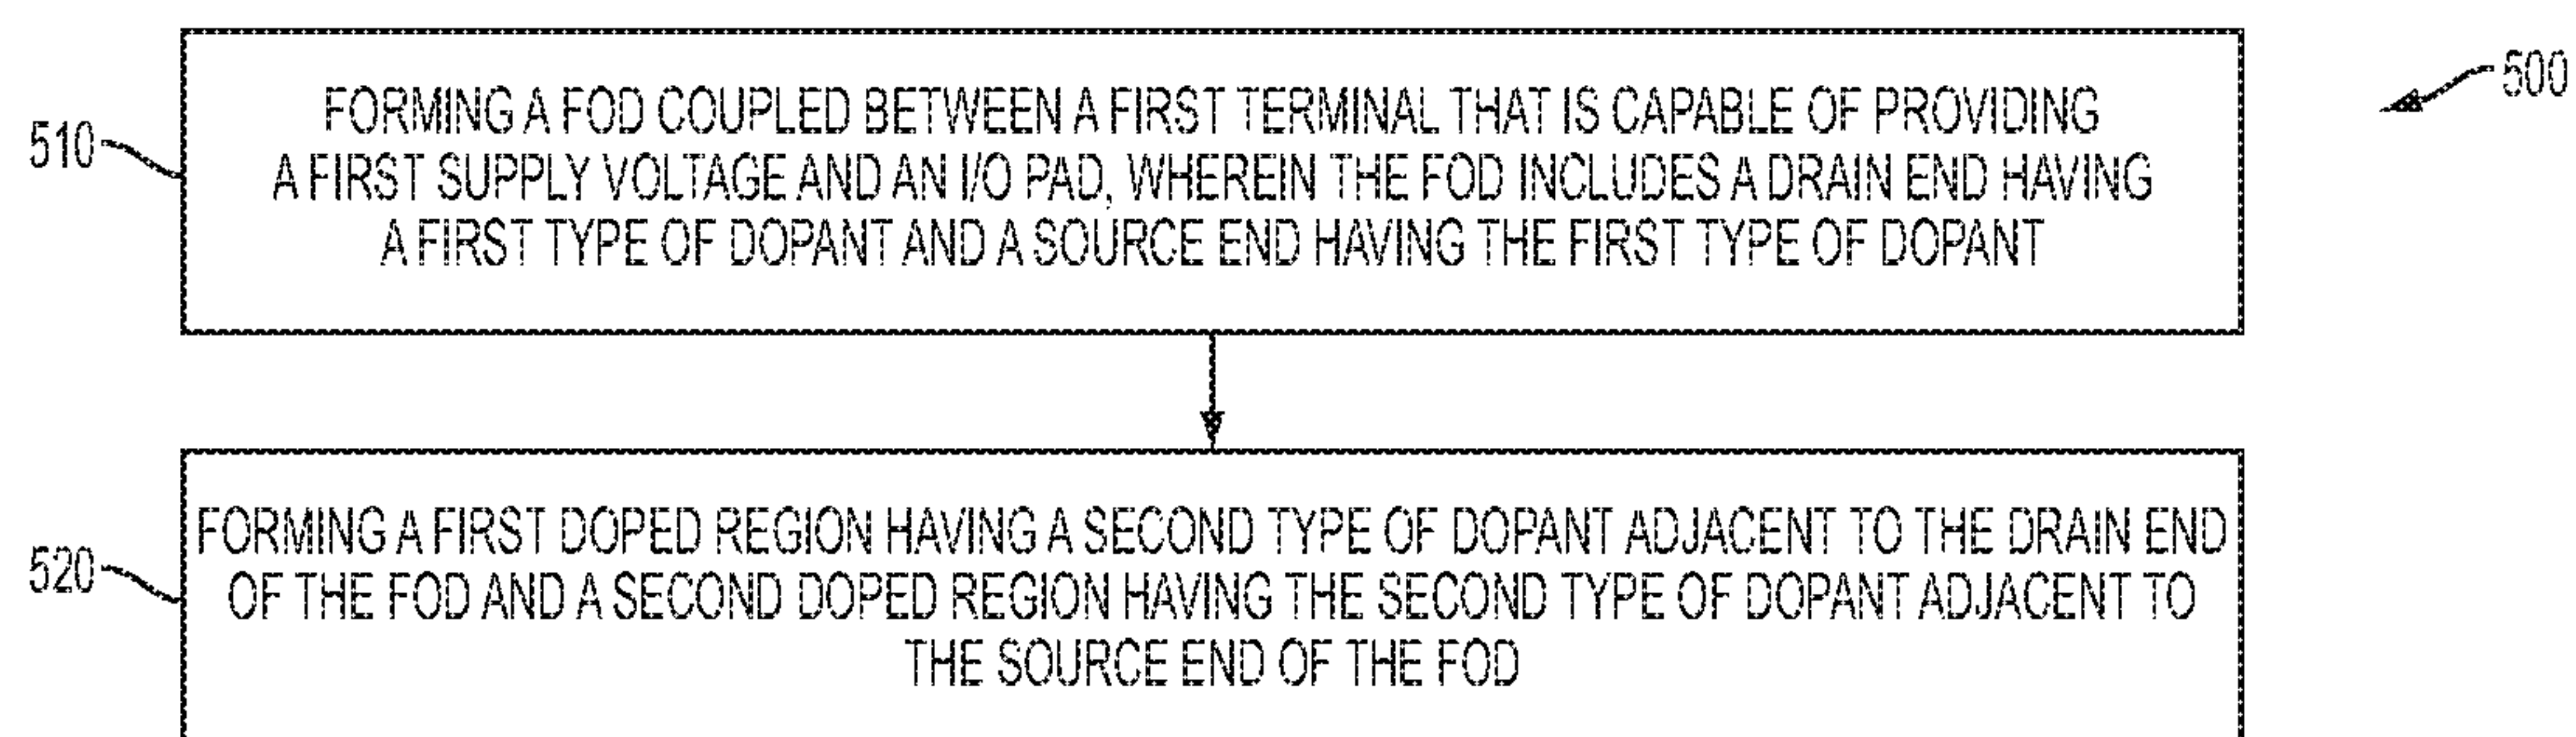 500
510
FORMING A FOD COUPLED BETWEEN A FIRST TERMINAL THAT IS CAPABLE OF PROVIDING
A FIRST SUPPLY VOLTAGE AND AN I/O PAD, WHEREIN THE FOD INCLUDES A DRAIN END HAVING
A FIRST TYPE OF DOPANT AND A SOURCE END HAVING THE FIRST TYPE OF DOPANT
520
FORMING A FIRST DOPED REGION HAVING A SECOND TYPE OF DOPANT ADJACENT TO THE DRAIN END
OF THE FOD AND A SECOND DOPED REGION HAVING THE SECOND TYPE OF DOPANT ADJACENT TO
THE SOURCE END OF THE FOD